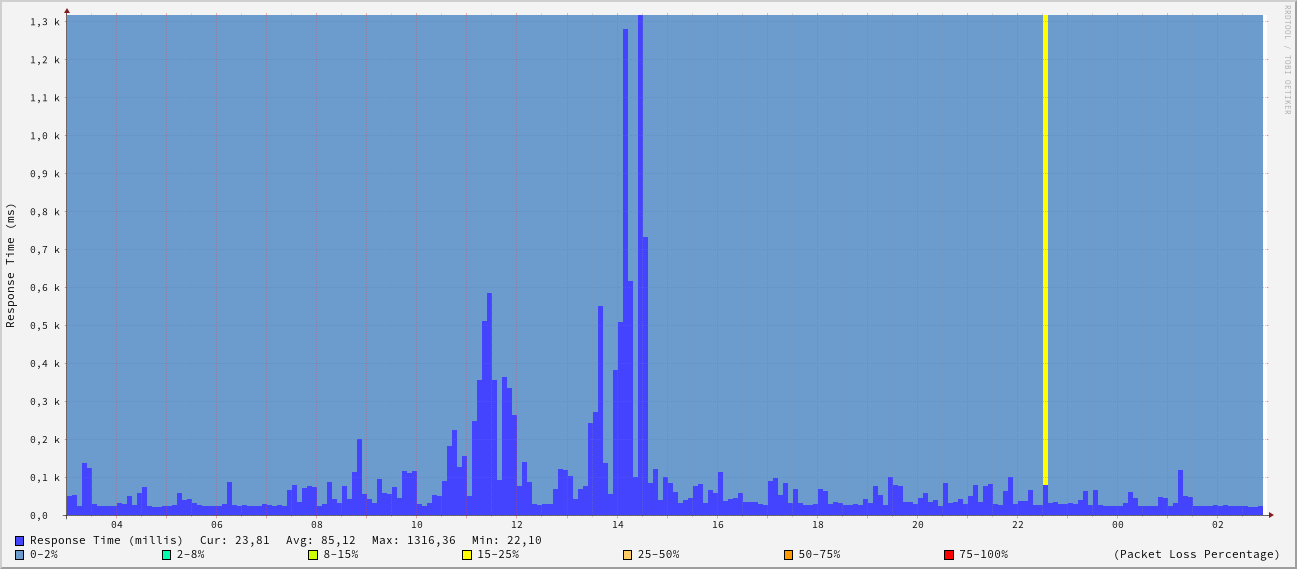 RRDTOOL / TOBI OETIKER
Response Time (ms)
1,3 k
1,2 k
1,1 k
1,0 k
0,9 k
0,8 k
0,7 k
0,6 k
0,5 k
0,4 k
0,3 k
0,2 k
0,1 k
0,0
04 06 08 10 12 14 16 18 20 22 00 02
Response Time (millis) Cur: 23,81 Avg: 85,12 Max: 1316,36 Min: 22,10
0-2% 2-8% 8-15% 15-25% 25-50% 50-75% 75-100% (Packet Loss Percentage)